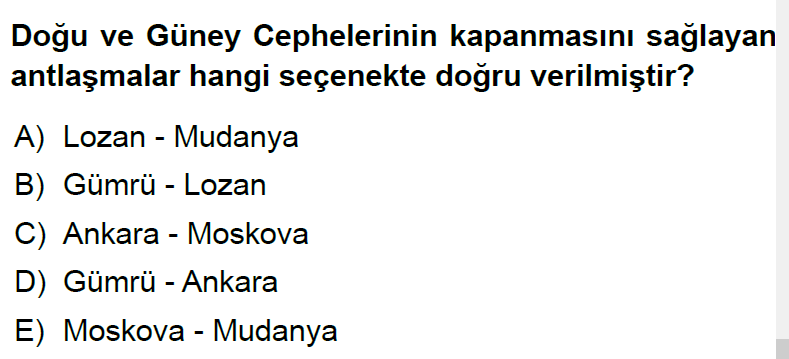 Doğu ve Güney Cephelerinin kapanmasını sağlayan
antlaşmalar hangi seçenekte doğru verilmiştir?
A) Lozan - Mudanya
B) Gümrü - Lozan
C) Ankara - Moskova
D) Gümrü - Ankara
E) Moskova - Mudanya